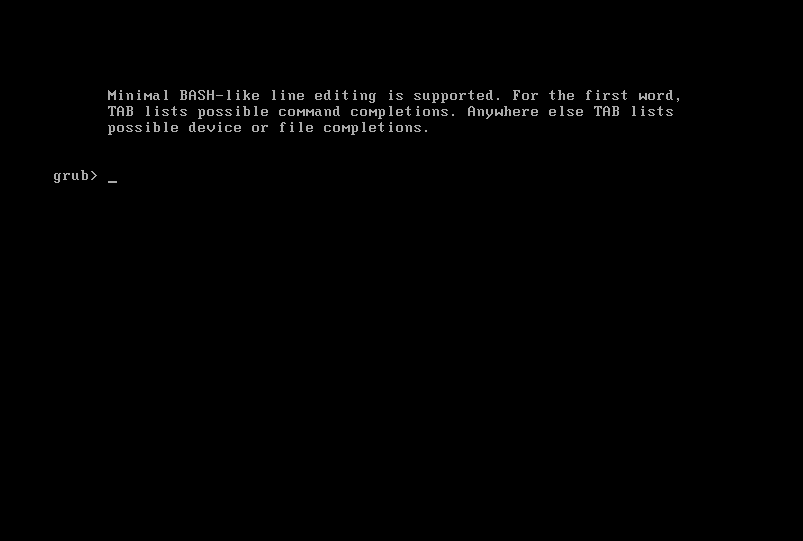 Minimal BASH-like line editing is supported. For the first word,
TAB lists possible command completions. Anywhere else TAB lists
possible device or file completions.
grub> _